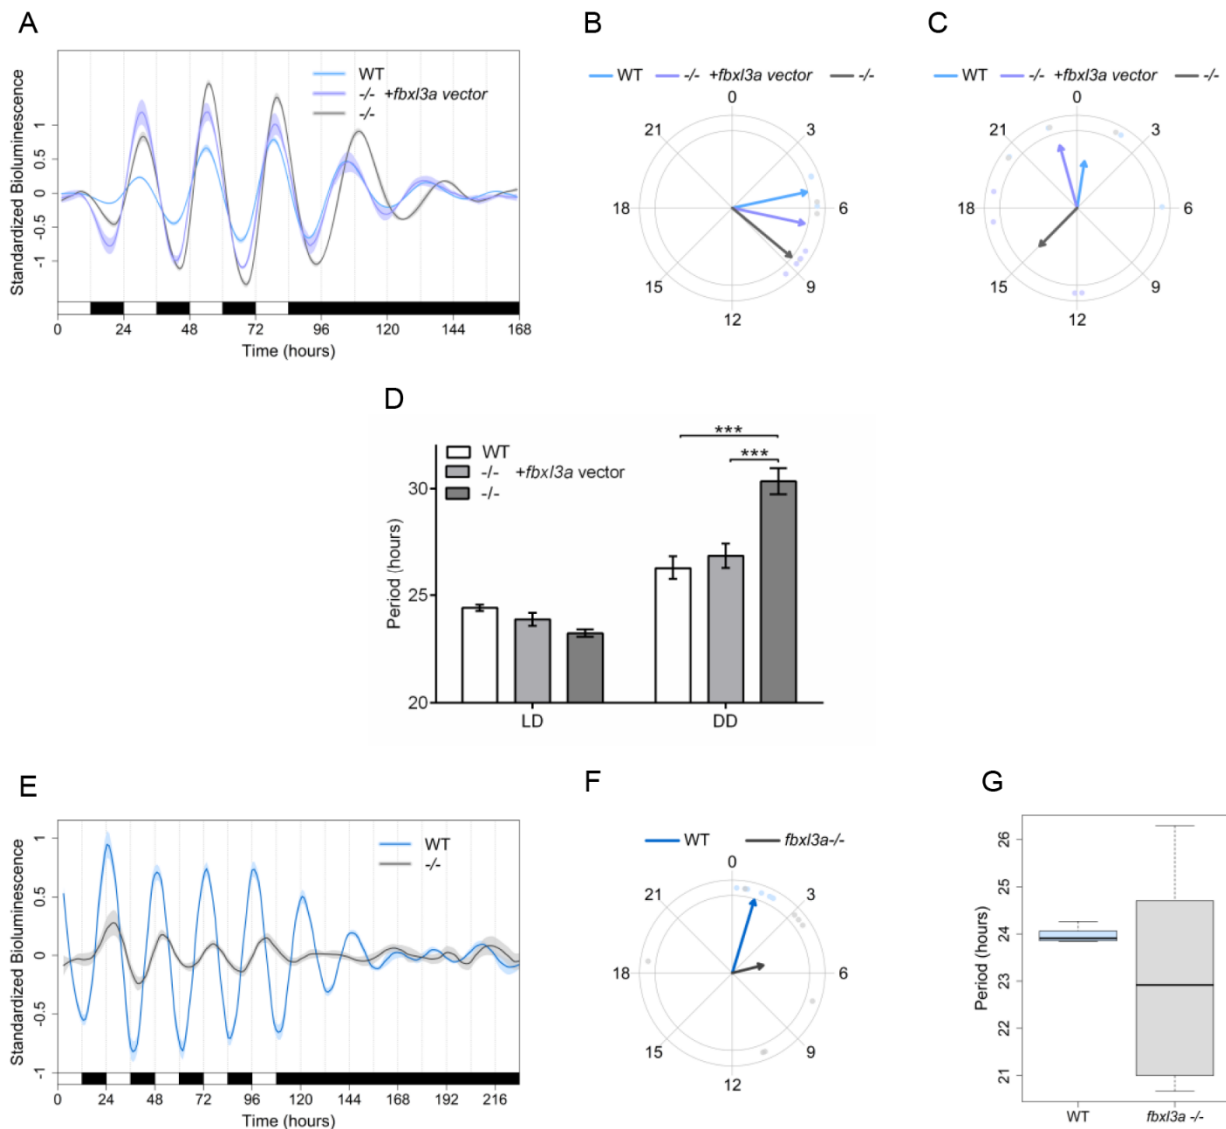 A
Standardized Bioluminescence
1
0.5
0
-0.5
-1
WT
-/- +fbxl3a vector
-/-
0 24 48 72 96 120 144 168
Time (hours)
B
WT -/- +fbxl3a vector -/-
0
21 3
18 6
15 9
12
C
WT -/- +fbxl3a vector -/-
0
21 3
18 6
15 9
12
D
Period (hours)
30
25
20
WT
-/- +fbxl3a vector
-/-
***
***
LD DD
E
Standardized Bioluminescence
1
0.5
0
-0.5
-1
WT
-/-
0 24 48 72 96 120 144 168 192 216
Time (hours)
F
WT fbxl3a-/-
0
21 3
18 6
15 9
12
G
Period (hours)
26
25
24
23
22
21
WT fbxl3a -/-